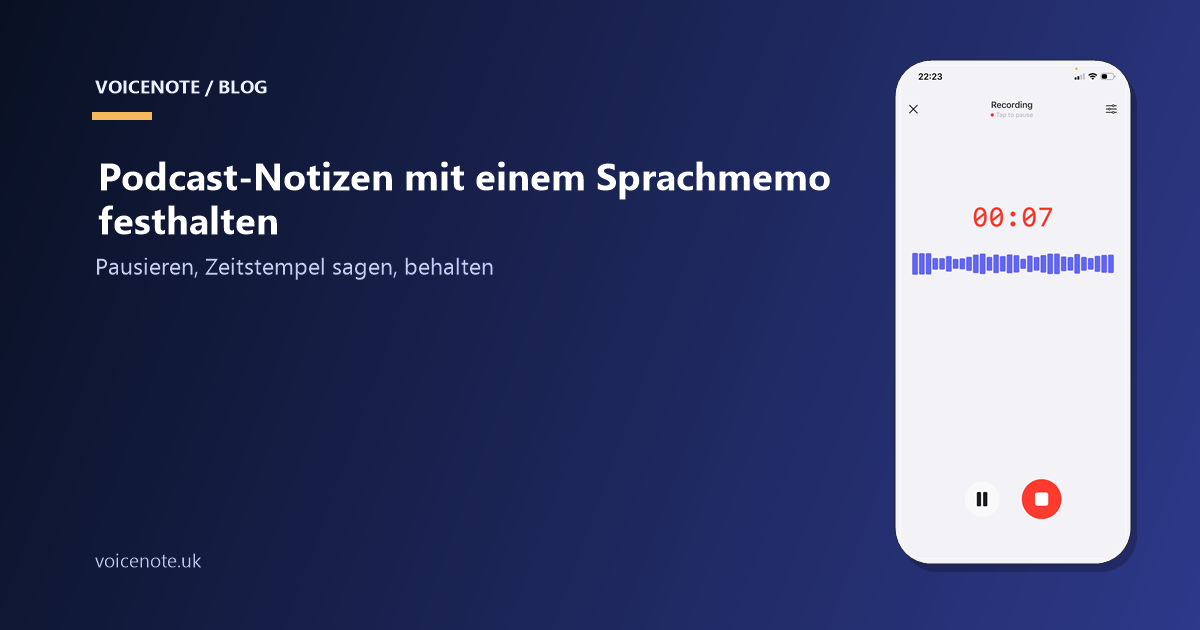 VOICENOTE / BLOG
Podcast-Notizen mit einem Sprachmemo
festhalten
Pausieren, Zeitstempel sagen, behalten
voicenote.uk
22:23
Recording
Tap to pause
00:07